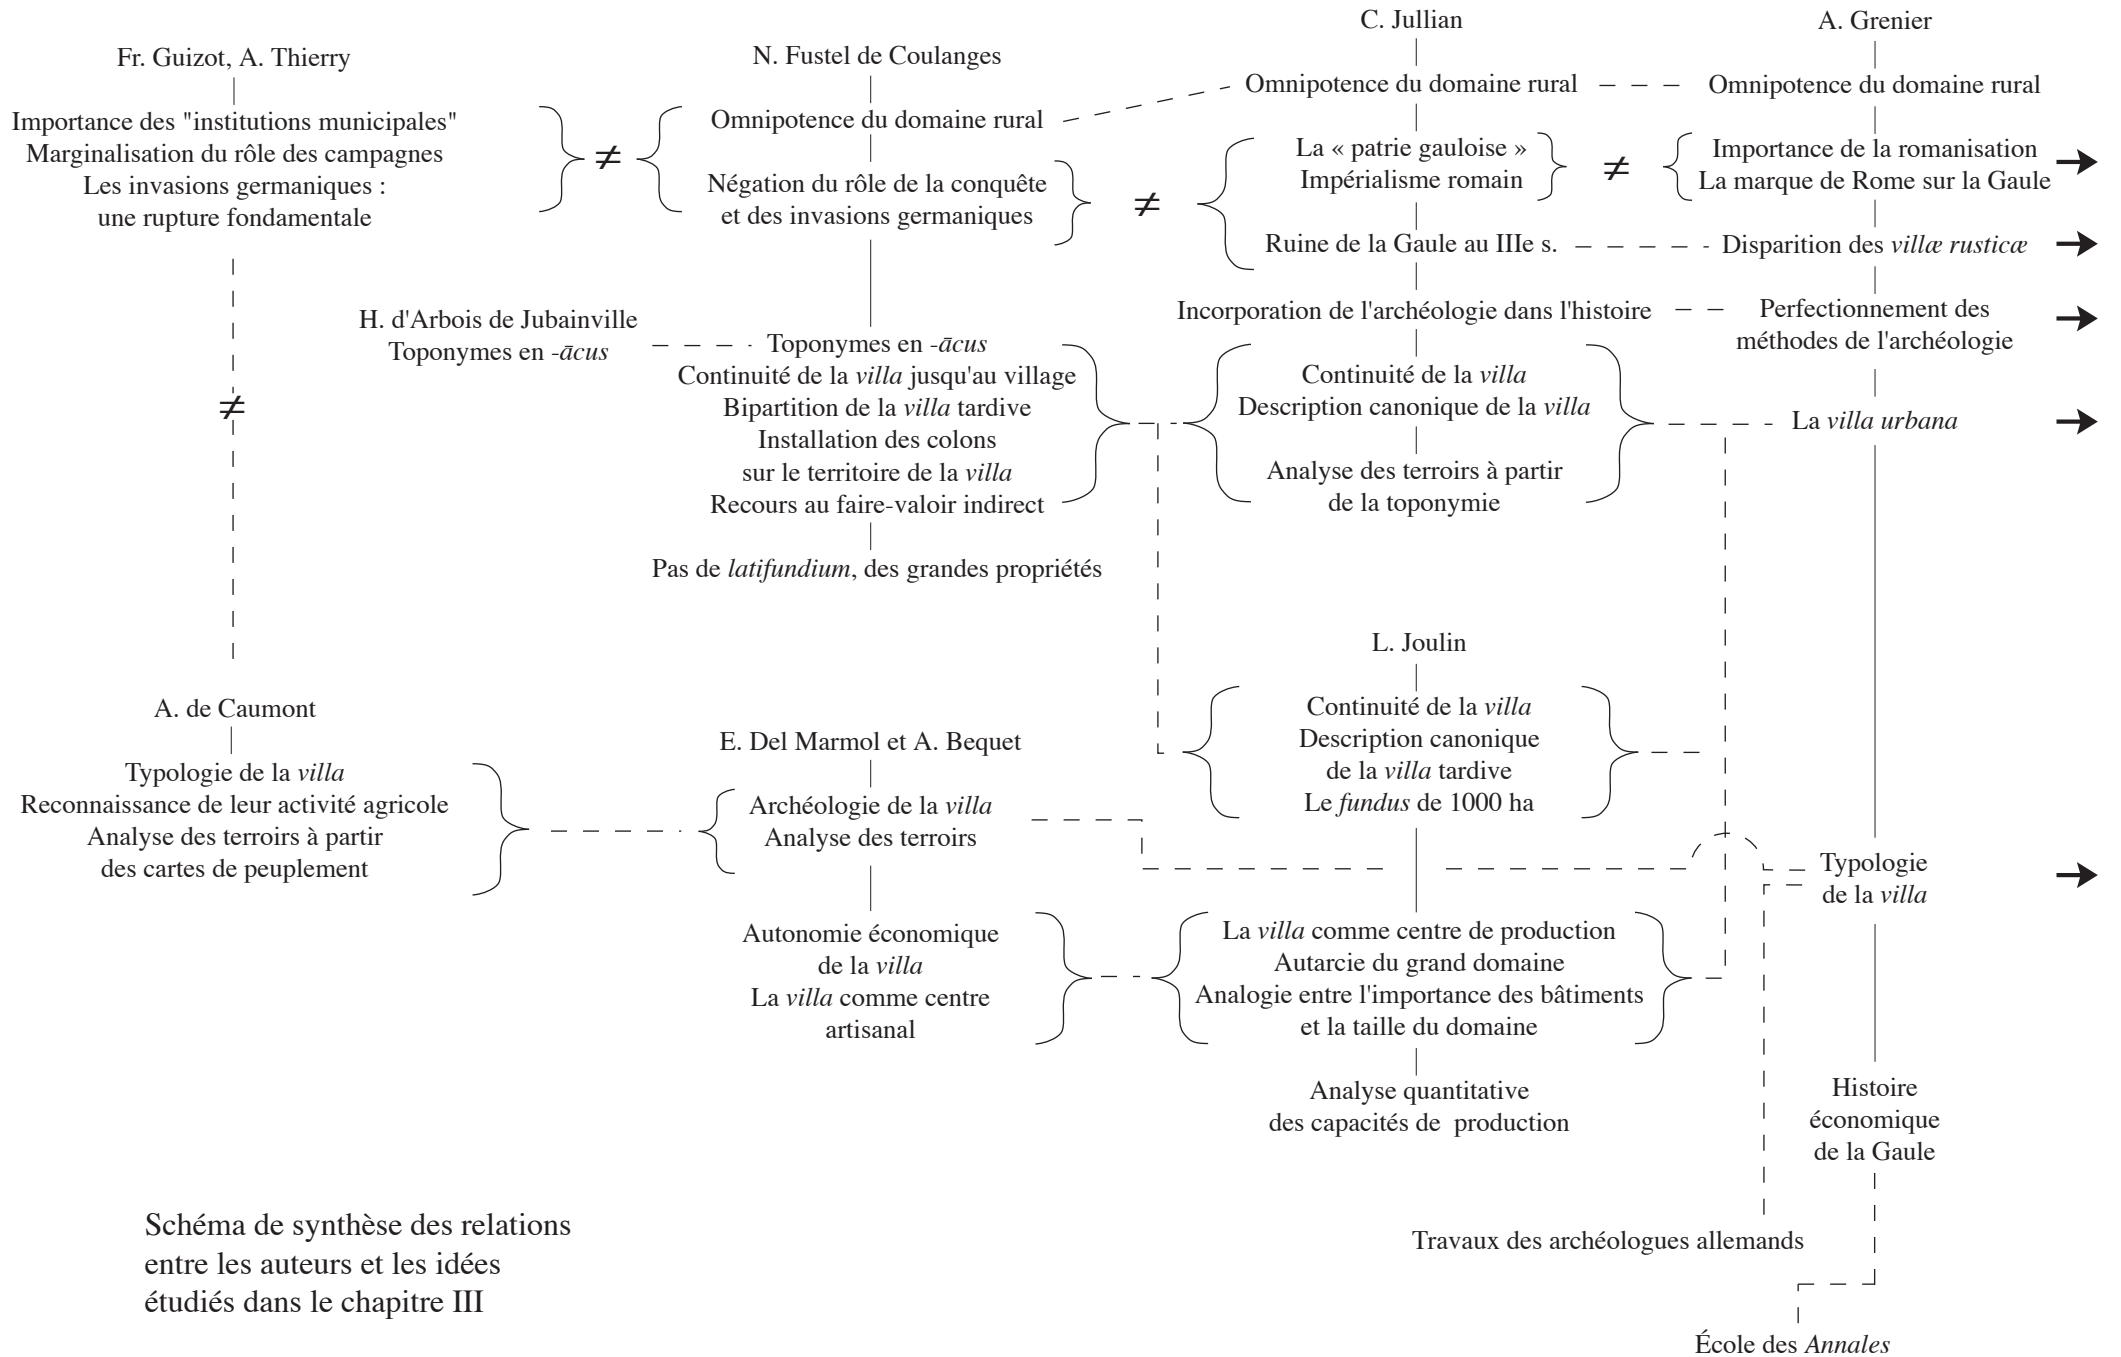 Fr. Guizot, A. Thierry
Importance des "institutions municipales"
Marginalisation du rôle des campagnes
Les invasions germaniques :
une rupture fondamentale
≠
≠
A. de Caumont
Typologie de la villa
Reconnaissance de leur activité agricole
Analyse des terroirs à partir
des cartes de peuplement
H. d'Arbois de Jubainville
Toponymes en -ācus
N. Fustel de Coulanges
Omnipotence du domaine rural
Négation du rôle de la conquête
et des invasions germaniques
≠
Toponymes en -ācus
Continuité de la villa jusqu'au village
Bipartition de la villa tardive
Installation des colons
sur le territoire de la villa
Recours au faire-valoir indirect
Pas de latifundium, des grandes propriétés
E. Del Marmol et A. Bequet
Archéologie de la villa
Analyse des terroirs
Autonomie économique
de la villa
La villa comme centre
artisanal
C. Jullian
Omnipotence du domaine rural
La « patrie gauloise »
Impérialisme romain
≠
Ruine de la Gaule au IIIe s.
Incorporation de l'archéologie dans l'histoire
Continuité de la villa
Description canonique de la villa
Analyse des terroirs à partir
de la toponymie
L. Joulin
Continuité de la villa
Description canonique
de la villa tardive
Le fundus de 1000 ha
La villa comme centre de production
Autarcie du grand domaine
Analogie entre l'importance des bâtiments
et la taille du domaine
Analyse quantitative
des capacités de production
A. Grenier
Omnipotence du domaine rural
Importance de la romanisation
La marque de Rome sur la Gaule
Disparition des villæ rusticæ
Perfectionnement des
méthodes de l'archéologie
La villa urbana
Typologie
de la villa
Histoire
économique
de la Gaule
Travaux des archéologues allemands
École des Annales
Schéma de synthèse des relations
entre les auteurs et les idées
étudiés dans le chapitre III